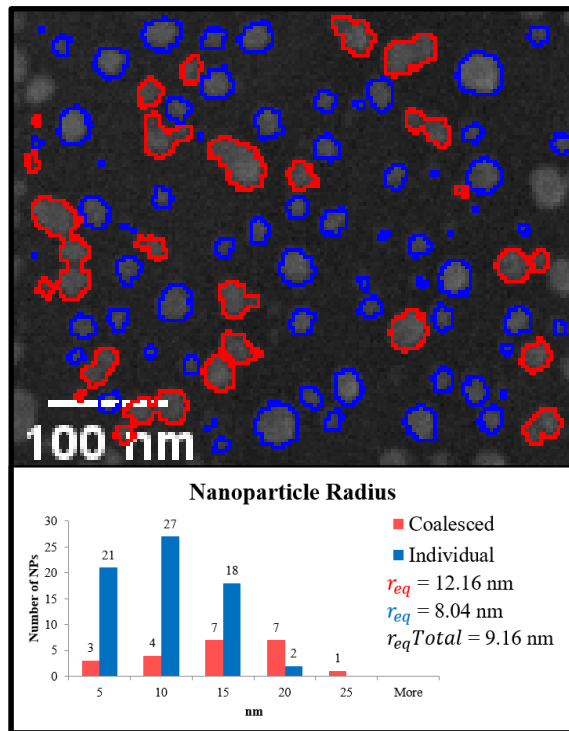 100 nm
Nanoparticle Radius
Number of NPs
30
25
20
15
10
5
0
3
21
4
27
7
18
7
2
1
5
10
15
20
25
More
nm
Coalesced
Individual
r_eq = 12.16 nm
r_eq = 8.04 nm
r_eq Total = 9.16 nm